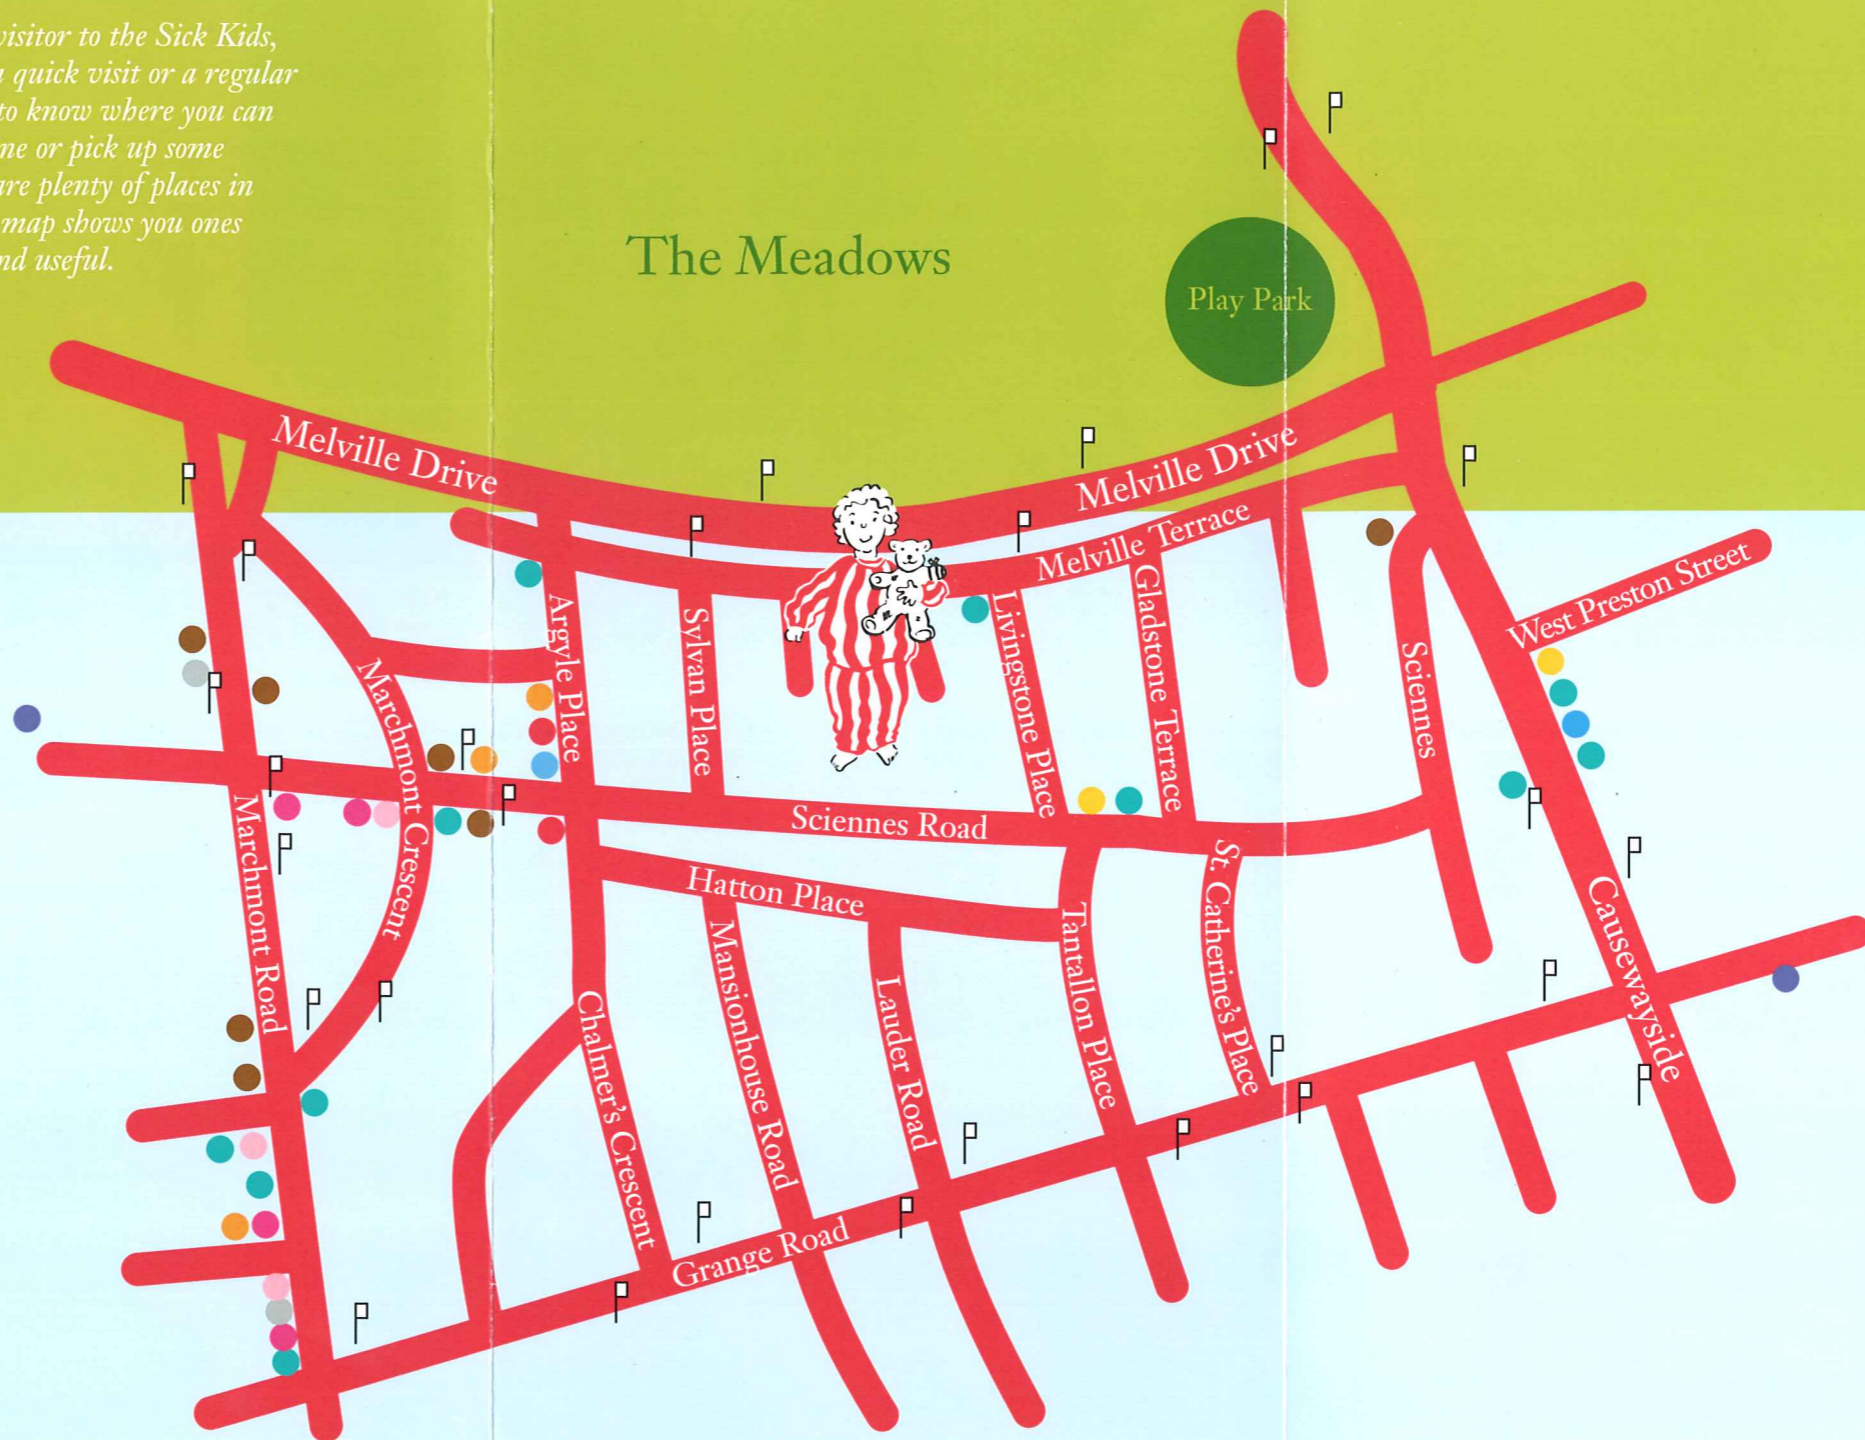 visitor to the Sick Kids,
quick visit or a regular
to know where you can
or pick up some
are plenty of places in
map shows you ones
useful.
The Meadows
Play Park
Melville Drive
Melville Drive
Melville Terrace
West Preston Street
Argyle Place
Sylvan Place
Livingstone Place
Gladstone Terrace
Sciennes
Marchmont Crescent
Marchmont Road
Sciennes Road
Hatton Place
St. Catherine's Place
Causewayside
Tantallon Place
Mansionhouse Road
Lauder Road
Chalmer's Crescent
Grange Road